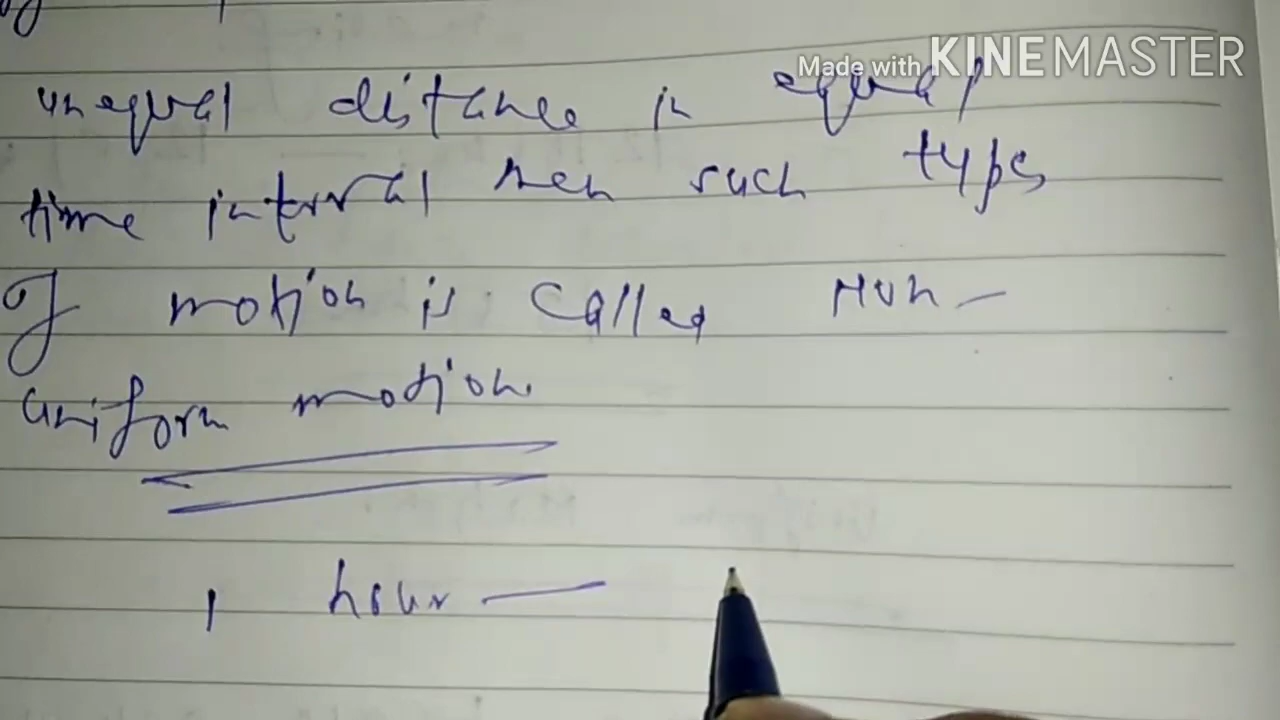 Made with KINEMASTER
unequal distance in equal
time interval then such types
of motion is called Non -
uniform motion.
1 hour —